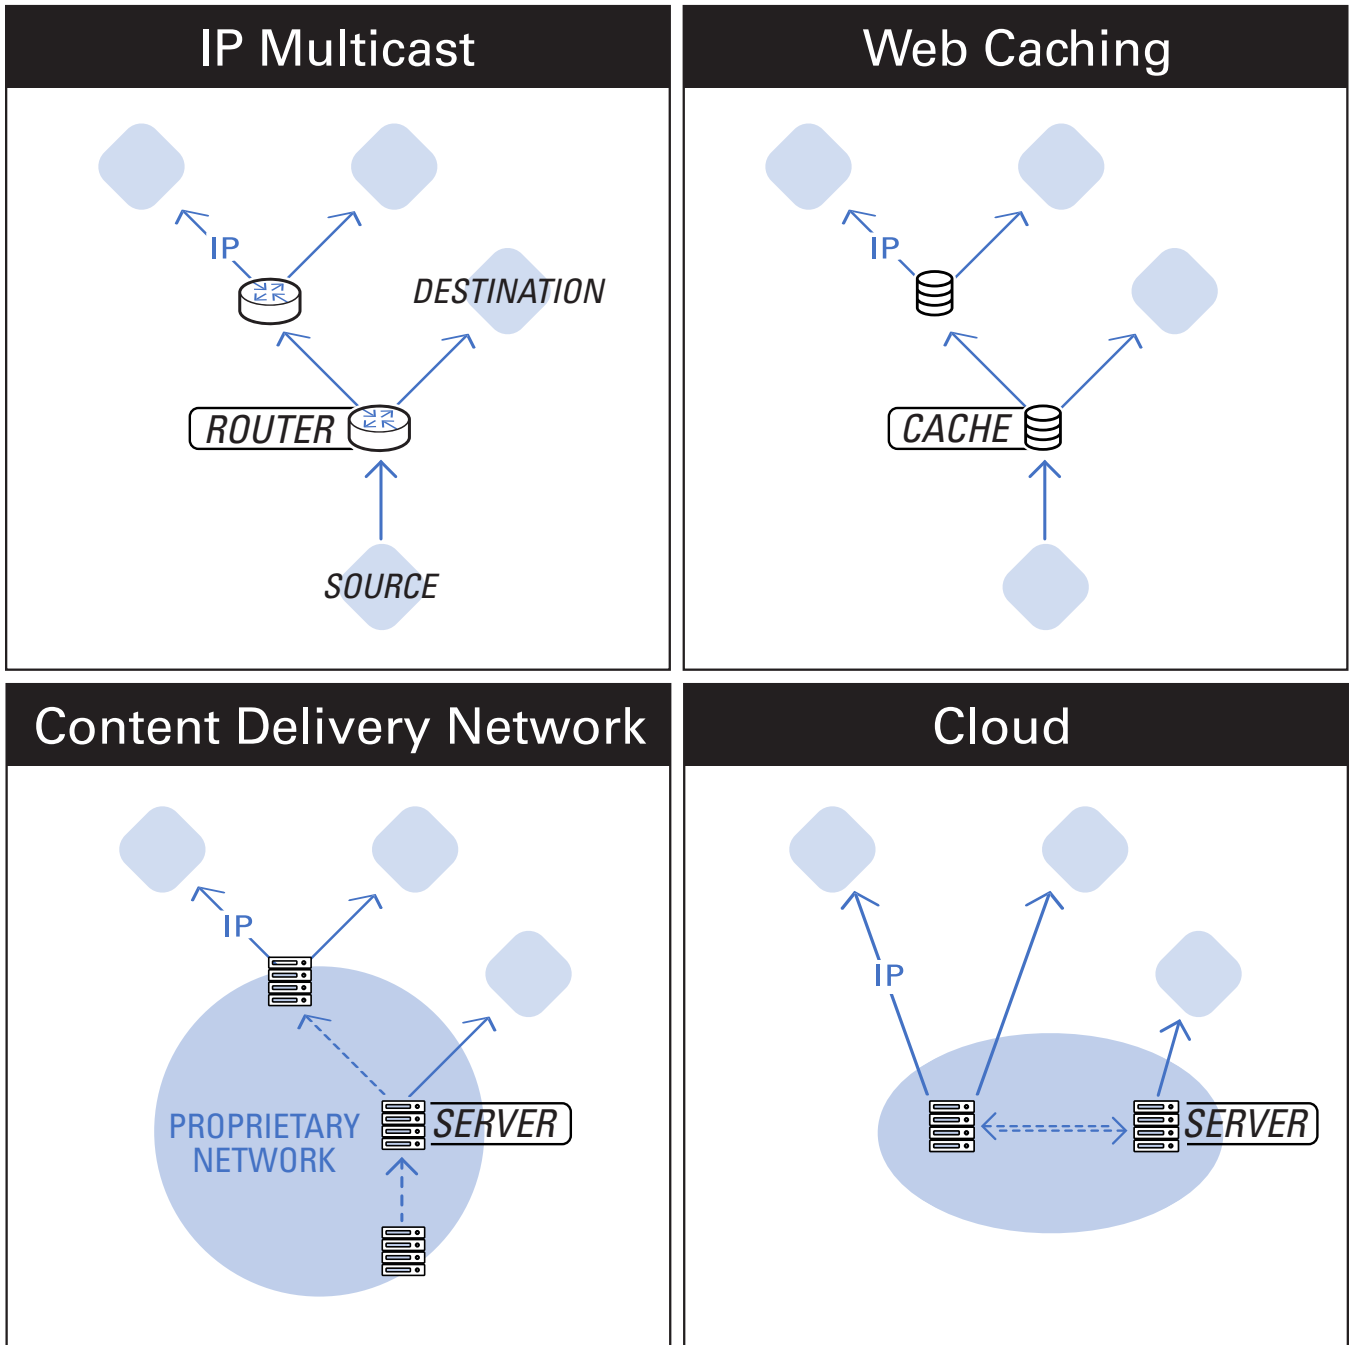 IP Multicast
IP
DESTINATION
ROUTER
SOURCE
Web Caching
IP
CACHE
Content Delivery Network
IP
PROPRIETARY
NETWORK
SERVER
Cloud
IP
SERVER